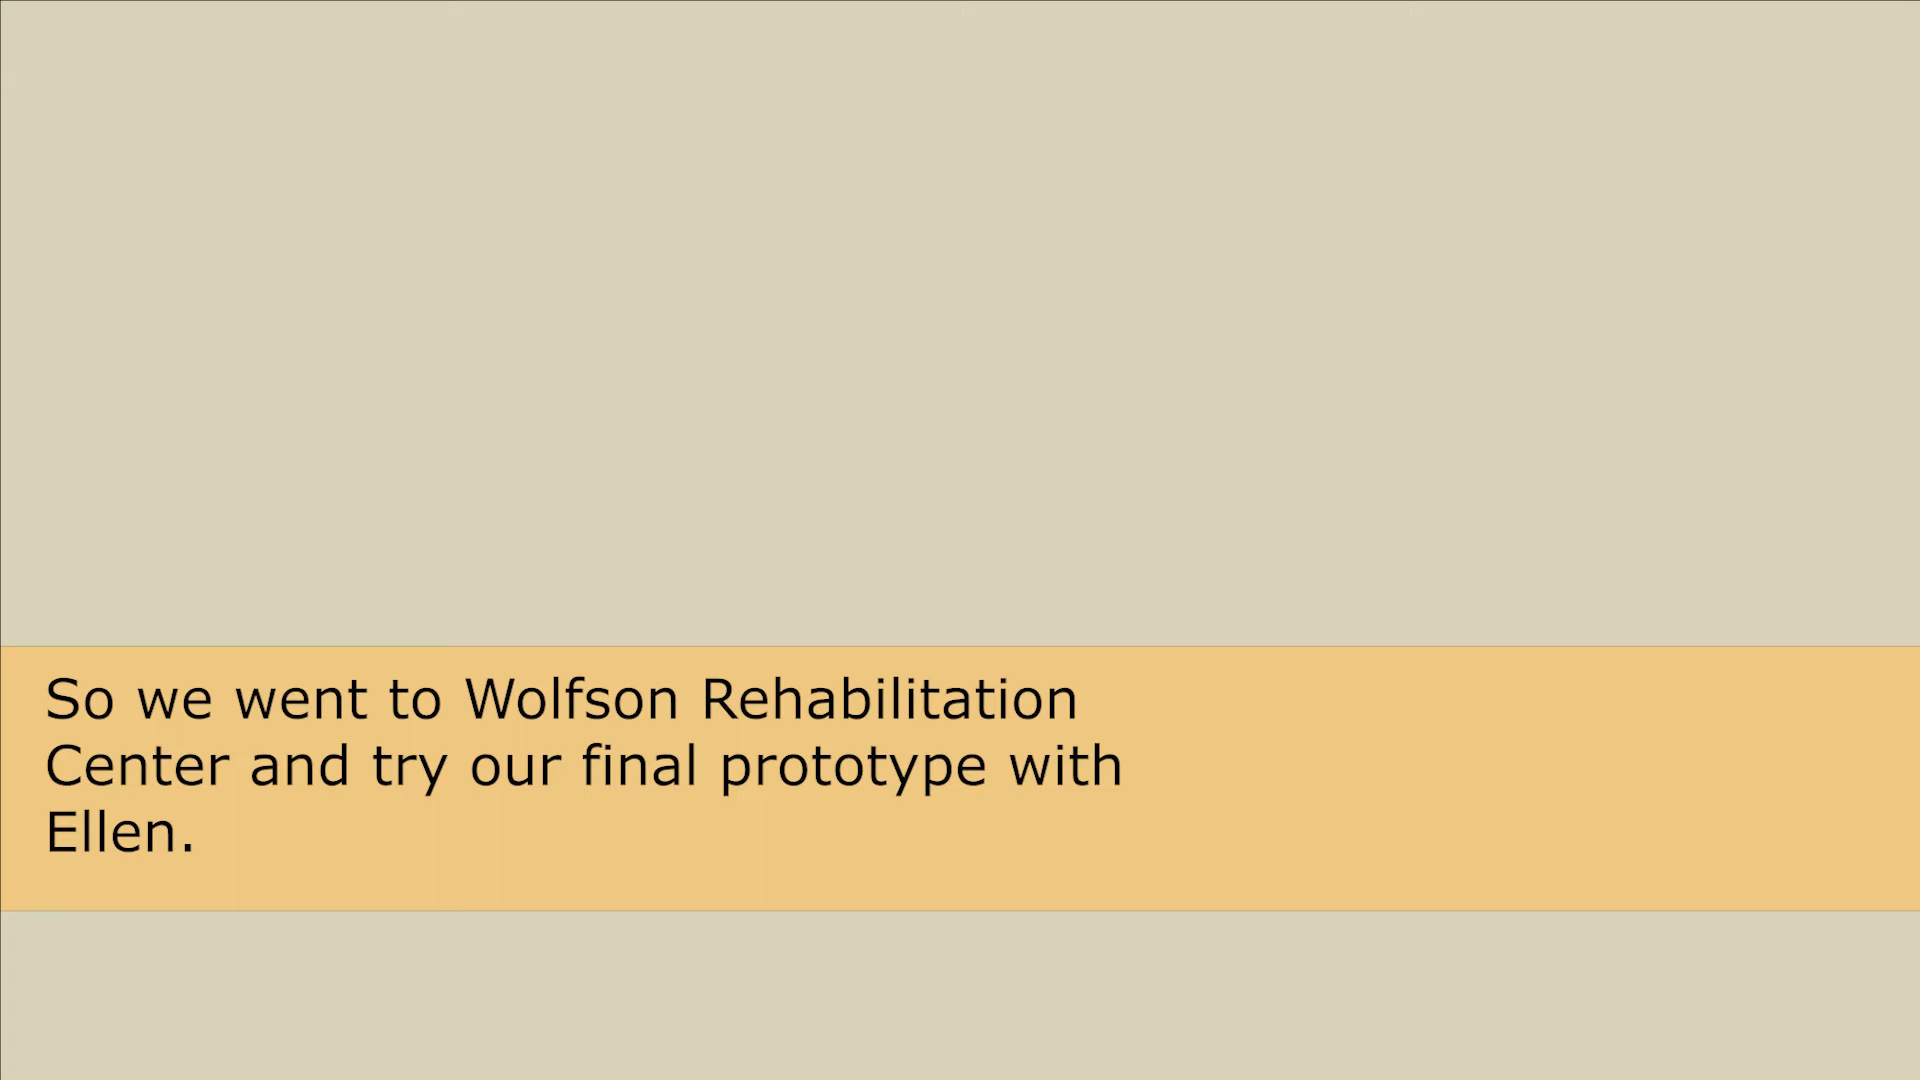 So we went to Wolfson Rehabilitation
Center and try our final prototype with
Ellen.